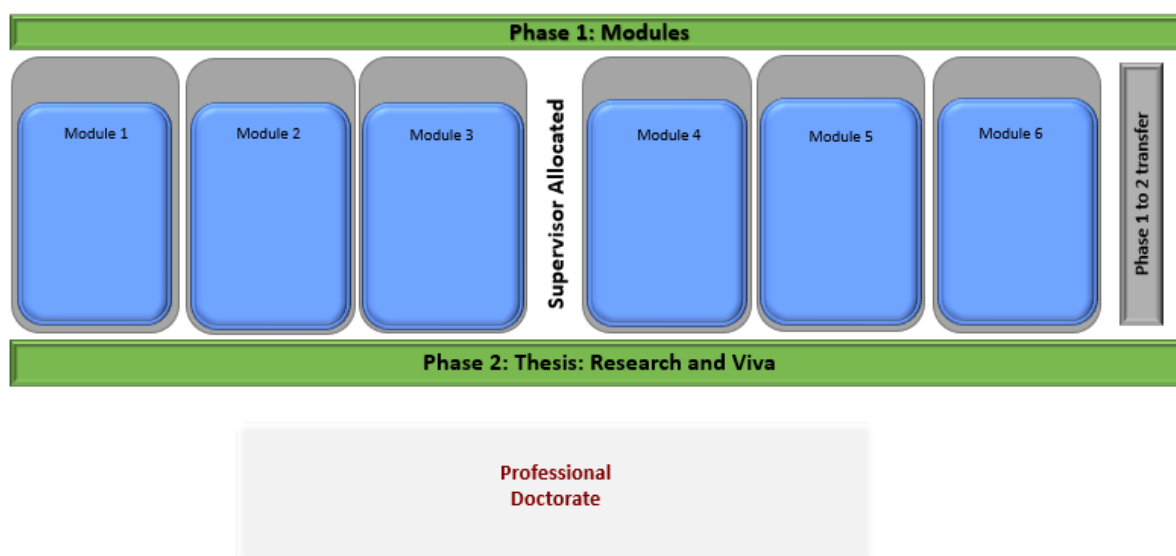 Phase 1: Modules
Module 1
Module 2
Module 3
Supervisor Allocated
Module 4
Module 5
Module 6
Phase 1 to 2 transfer
Phase 2: Thesis: Research and Viva
Professional
Doctorate